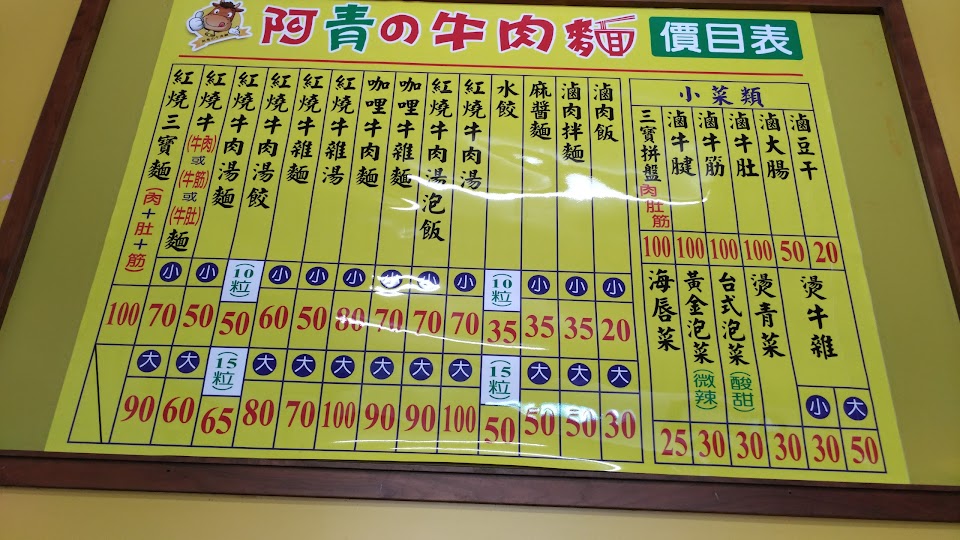 阿青の牛肉麵 價目表
紅燒三寶麵(肉+肚+筋) 100
紅燒牛(牛肉)或(牛筋)或(牛肚)麵 小 70 大 90
紅燒牛肉湯麵 小 50 大 60
紅燒牛肉湯餃 (10粒) 50 (15粒) 65
紅燒牛雜麵 小 60 大 80
紅燒牛雜湯 小 50 大 70
咖哩牛肉麵 小 80 大 100
咖哩牛雜麵 小 70 大 90
紅燒牛肉湯泡飯 小 70 大 90
紅燒牛肉湯 小 70 大 100
水餃 (10粒) 35 (15粒) 50
麻醬麵 小 35 大 50
滷肉拌麵 小 35 大 50
滷肉飯 小 20 大 30
小菜類
三寶拼盤肉肚筋 100
滷牛腱 100
滷牛筋 100
滷牛肚 100
滷大腸 50
滷豆干 20
海唇菜 25
黃金泡菜(微辣) 30
台式泡菜(酸甜) 30
燙青菜 30
燙牛雜 小 30 大 50